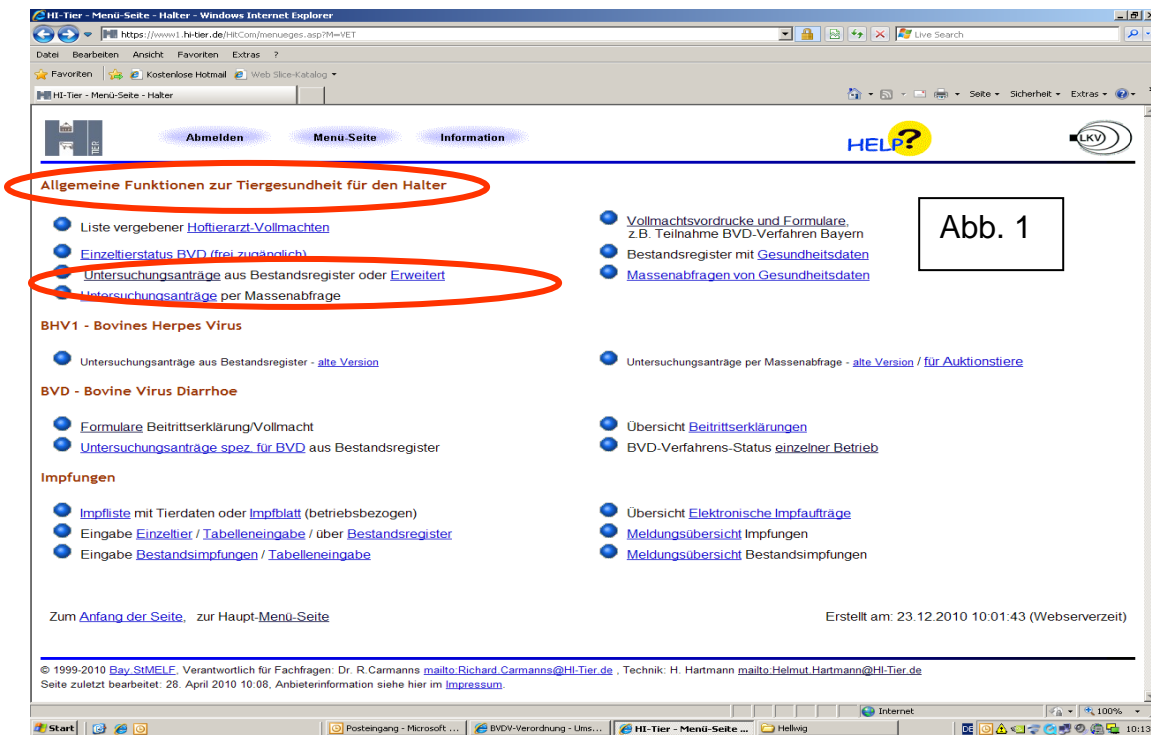 HI-Tier - Menü-Seite - Halter - Windows Internet Explorer
https://www1.hi-tier.de/HitCom/menueges.asp?M=VET
Live Search
Datei Bearbeiten Ansicht Favoriten Extras ?
Favoriten Kostenlose Hotmail Web Slice-Katalog
HI-Tier - Menü-Seite - Halter
Seite Sicherheit Extras
HI TIER
Abmelden Menü-Seite Information
HELP?
LKV
Allgemeine Funktionen zur Tiergesundheit für den Halter
Abb. 1
Liste vergebener Hoftierarzt-Vollmachten
Einzeltierstatus BVD (frei zugänglich)
Untersuchungsanträge aus Bestandsregister oder Erweitert
Untersuchungsanträge per Massenabfrage
Vollmachtsvordrucke und Formulare,
z.B. Teilnahme BVD-Verfahren Bayern
Bestandsregister mit Gesundheitsdaten
Massenabfragen von Gesundheitsdaten
BHV1 - Bovines Herpes Virus
Untersuchungsanträge aus Bestandsregister - alte Version
Untersuchungsanträge per Massenabfrage - alte Version / für Auktionstiere
BVD - Bovine Virus Diarrhoe
Formulare Beitrittserklärung/Vollmacht
Untersuchungsanträge spez. für BVD aus Bestandsregister
Übersicht Beitrittserklärungen
BVD-Verfahrens-Status einzelner Betrieb
Impfungen
Impfliste mit Tierdaten oder Impfblatt (betriebsbezogen)
Eingabe Einzeltier / Tabelleneingabe / über Bestandsregister
Eingabe Bestandsimpfungen / Tabelleneingabe
Übersicht Elektronische Impfaufträge
Meldungsübersicht Impfungen
Meldungsübersicht Bestandsimpfungen
Zum Anfang der Seite, zur Haupt-Menü-Seite
Erstellt am: 23.12.2010 10:01:43 (Webserverzeit)
© 1999-2010 Bay.StMELF, Verantwortlich für Fachfragen: Dr. R.Carmanns mailto:Richard.Carmanns@HI-Tier.de , Technik: H. Hartmann mailto:Helmut.Hartmann@HI-Tier.de
Seite zuletzt bearbeitet: 28. April 2010 10:08, Anbieterinformation siehe hier im Impressum.
Internet 100%
Start Posteingang - Microsoft ... BVDV-Verordnung - Ums... HI-Tier - Menü-Seite ... Hellwig DE 10:13